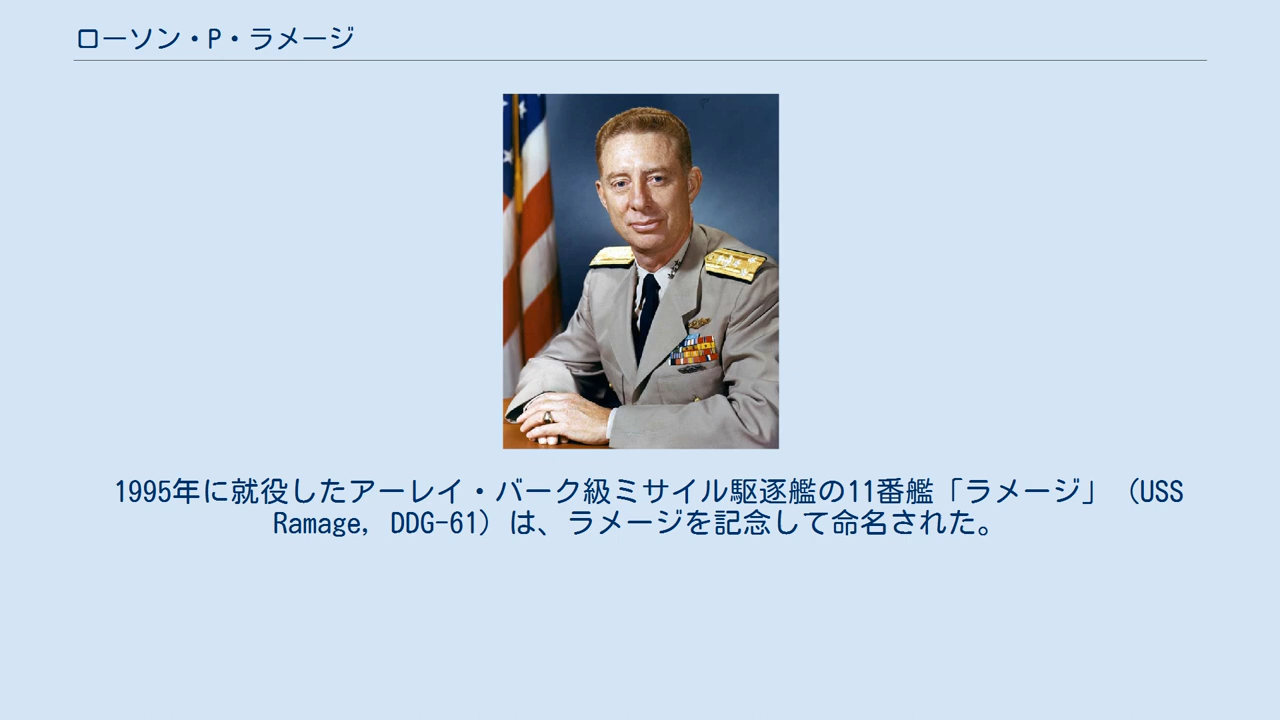 ローソン・P・ラメージ
1995年に就役したアーレイ・バーク級ミサイル駆逐艦の11番艦「ラメージ」（USS
Ramage, DDG-61）は、ラメージを記念して命名された。